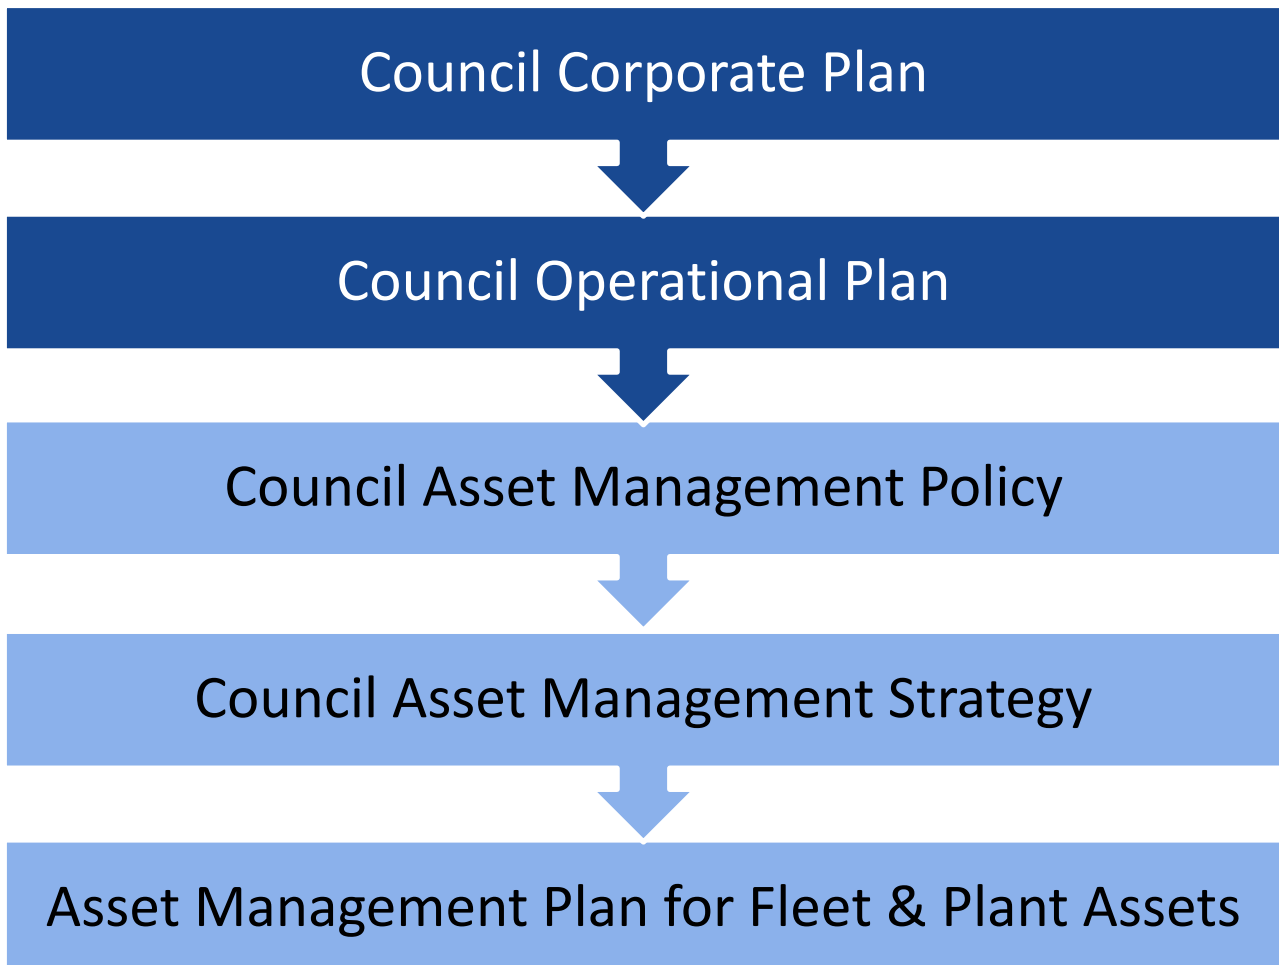 Council Corporate Plan
Council Operational Plan
Council Asset Management Policy
Council Asset Management Strategy
Asset Management Plan for Fleet & Plant Assets